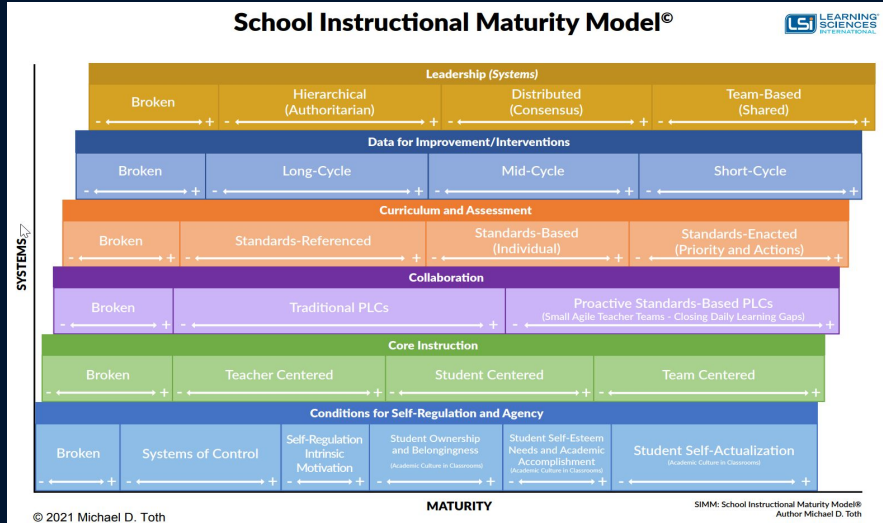 School Instructional Maturity Model©
LSi LEARNING
SCIENCES
INTERNATIONAL
SYSTEMS
Leadership (Systems)
Broken
- +
Hierarchical
(Authoritarian)
- +
Distributed
(Consensus)
- +
Team-Based
(Shared)
- +
Data for Improvement/Interventions
Broken
- +
Long-Cycle
- +
Mid-Cycle
- +
Short-Cycle
- +
Curriculum and Assessment
Broken
- +
Standards-Referenced
- +
Standards-Based
(Individual)
- +
Standards-Enacted
(Priority and Actions)
- +
Collaboration
Broken
- +
Traditional PLCs
- +
Proactive Standards-Based PLCs
(Small Agile Teacher Teams - Closing Daily Learning Gaps)
- +
Core Instruction
Broken
- +
Teacher Centered
- +
Student Centered
- +
Team Centered
- +
Conditions for Self-Regulation and Agency
Broken
- +
Systems of Control
- +
Self-Regulation
Intrinsic
Motivation
- +
Student Ownership
and Belongingness
(Academic Culture in Classrooms)
- +
Student Self-Esteem
Needs and Academic
Accomplishment
(Academic Culture in Classrooms)
- +
Student Self-Actualization
(Academic Culture in Classrooms)
- +
MATURITY
© 2021 Michael D. Toth
SIMM: School Instructional Maturity Model®
Author Michael D. Toth